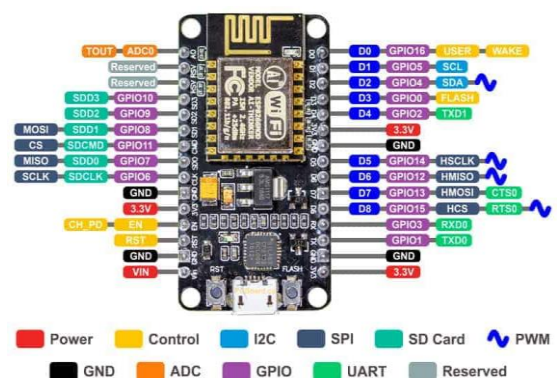 TOUT ADC0 D0 GPIO16 USER WAKE
Reserved D1 GPIO5 SCL
Reserved D2 GPIO4 SDA
SDD3 GPIO10 D3 GPIO0 FLASH
SDD2 GPIO9 D4 GPIO2 TXD1
MOSI SDD1 GPIO8 3.3V
CS SDCMD GPIO11 GND
MISO SDD0 GPIO7 D5 GPIO14 HSCLK
SCLK SDCLK GPIO6 D6 GPIO12 HMISO
GND D7 GPIO13 HMOSI CTS0
3.3V D8 GPIO15 HCS RTS0
CH_PD EN GPIO3 RXD0
RST GPIO1 TXD0
GND GND
VIN 3.3V
WiFi
FCC
RST FLASH
Power Control I2C SPI SD Card PWM
GND ADC GPIO UART Reserved